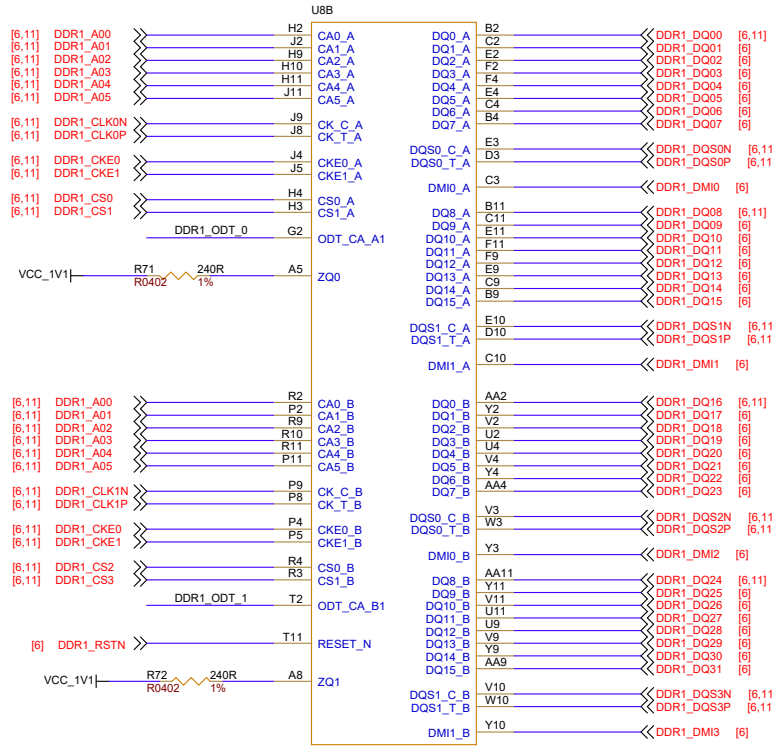 U8B
[6,11] DDR1_A00 H2 CA0_A DQ0_A B2 DDR1_DQ00 [6,11]
[6,11] DDR1_A01 J2 CA1_A DQ1_A C2 DDR1_DQ01 [6]
[6,11] DDR1_A02 H9 CA2_A DQ2_A E2 DDR1_DQ02 [6]
[6,11] DDR1_A03 H10 CA3_A DQ3_A F2 DDR1_DQ03 [6]
[6,11] DDR1_A04 H11 CA4_A DQ4_A F4 DDR1_DQ04 [6]
[6,11] DDR1_A05 J11 CA5_A DQ5_A E4 DDR1_DQ05 [6]
DQ6_A C4 DDR1_DQ06 [6]
[6,11] DDR1_CLK0N J9 CK_C_A DQ7_A B4 DDR1_DQ07 [6]
[6,11] DDR1_CLK0P J8 CK_T_A
DQS0_C_A E3 DDR1_DQS0N [6,11
[6,11] DDR1_CKE0 J4 CKE0_A DQS0_T_A D3 DDR1_DQS0P [6,11
[6,11] DDR1_CKE1 J5 CKE1_A
DMI0_A C3 DDR1_DMI0 [6]
[6,11] DDR1_CS0 H4 CS0_A
[6,11] DDR1_CS1 H3 CS1_A DQ8_A B11 DDR1_DQ08 [6,11]
DQ9_A C11 DDR1_DQ09 [6]
DDR1_ODT_0 G2 ODT_CA_A1 DQ10_A E11 DDR1_DQ10 [6]
DQ11_A F11 DDR1_DQ11 [6]
DQ12_A F9 DDR1_DQ12 [6]
VCC_1V1 R71 240R A5 ZQ0 DQ13_A E9 DDR1_DQ13 [6]
R0402 1% DQ14_A C9 DDR1_DQ14 [6]
DQ15_A B9 DDR1_DQ15 [6]
DQS1_C_A E10 DDR1_DQS1N [6,11
DQS1_T_A D10 DDR1_DQS1P [6,11
DMI1_A C10 DDR1_DMI1 [6]
[6,11] DDR1_A00 R2 CA0_B DQ0_B AA2 DDR1_DQ16 [6,11]
[6,11] DDR1_A01 P2 CA1_B DQ1_B Y2 DDR1_DQ17 [6]
[6,11] DDR1_A02 R9 CA2_B DQ2_B V2 DDR1_DQ18 [6]
[6,11] DDR1_A03 R10 CA3_B DQ3_B U2 DDR1_DQ19 [6]
[6,11] DDR1_A04 R11 CA4_B DQ4_B U4 DDR1_DQ20 [6]
[6,11] DDR1_A05 P11 CA5_B DQ5_B V4 DDR1_DQ21 [6]
DQ6_B Y4 DDR1_DQ22 [6]
[6,11] DDR1_CLK1N P9 CK_C_B DQ7_B AA4 DDR1_DQ23 [6]
[6,11] DDR1_CLK1P P8 CK_T_B
DQS0_C_B V3 DDR1_DQS2N [6,11
[6,11] DDR1_CKE0 P4 CKE0_B DQS0_T_B W3 DDR1_DQS2P [6,11
[6,11] DDR1_CKE1 P5 CKE1_B
DMI0_B Y3 DDR1_DMI2 [6]
[6,11] DDR1_CS2 R4 CS0_B
[6,11] DDR1_CS3 R3 CS1_B DQ8_B AA11 DDR1_DQ24 [6,11]
DQ9_B Y11 DDR1_DQ25 [6]
DDR1_ODT_1 T2 ODT_CA_B1 DQ10_B V11 DDR1_DQ26 [6]
DQ11_B U11 DDR1_DQ27 [6]
DQ12_B U9 DDR1_DQ28 [6]
[6] DDR1_RSTN T11 RESET_N DQ13_B V9 DDR1_DQ29 [6]
DQ14_B Y9 DDR1_DQ30 [6]
DQ15_B AA9 DDR1_DQ31 [6]
VCC_1V1 R72 240R A8 ZQ1
R0402 1% DQS1_C_B V10 DDR1_DQS3N [6,11
DQS1_T_B W10 DDR1_DQS3P [6,11
DMI1_B Y10 DDR1_DMI3 [6]